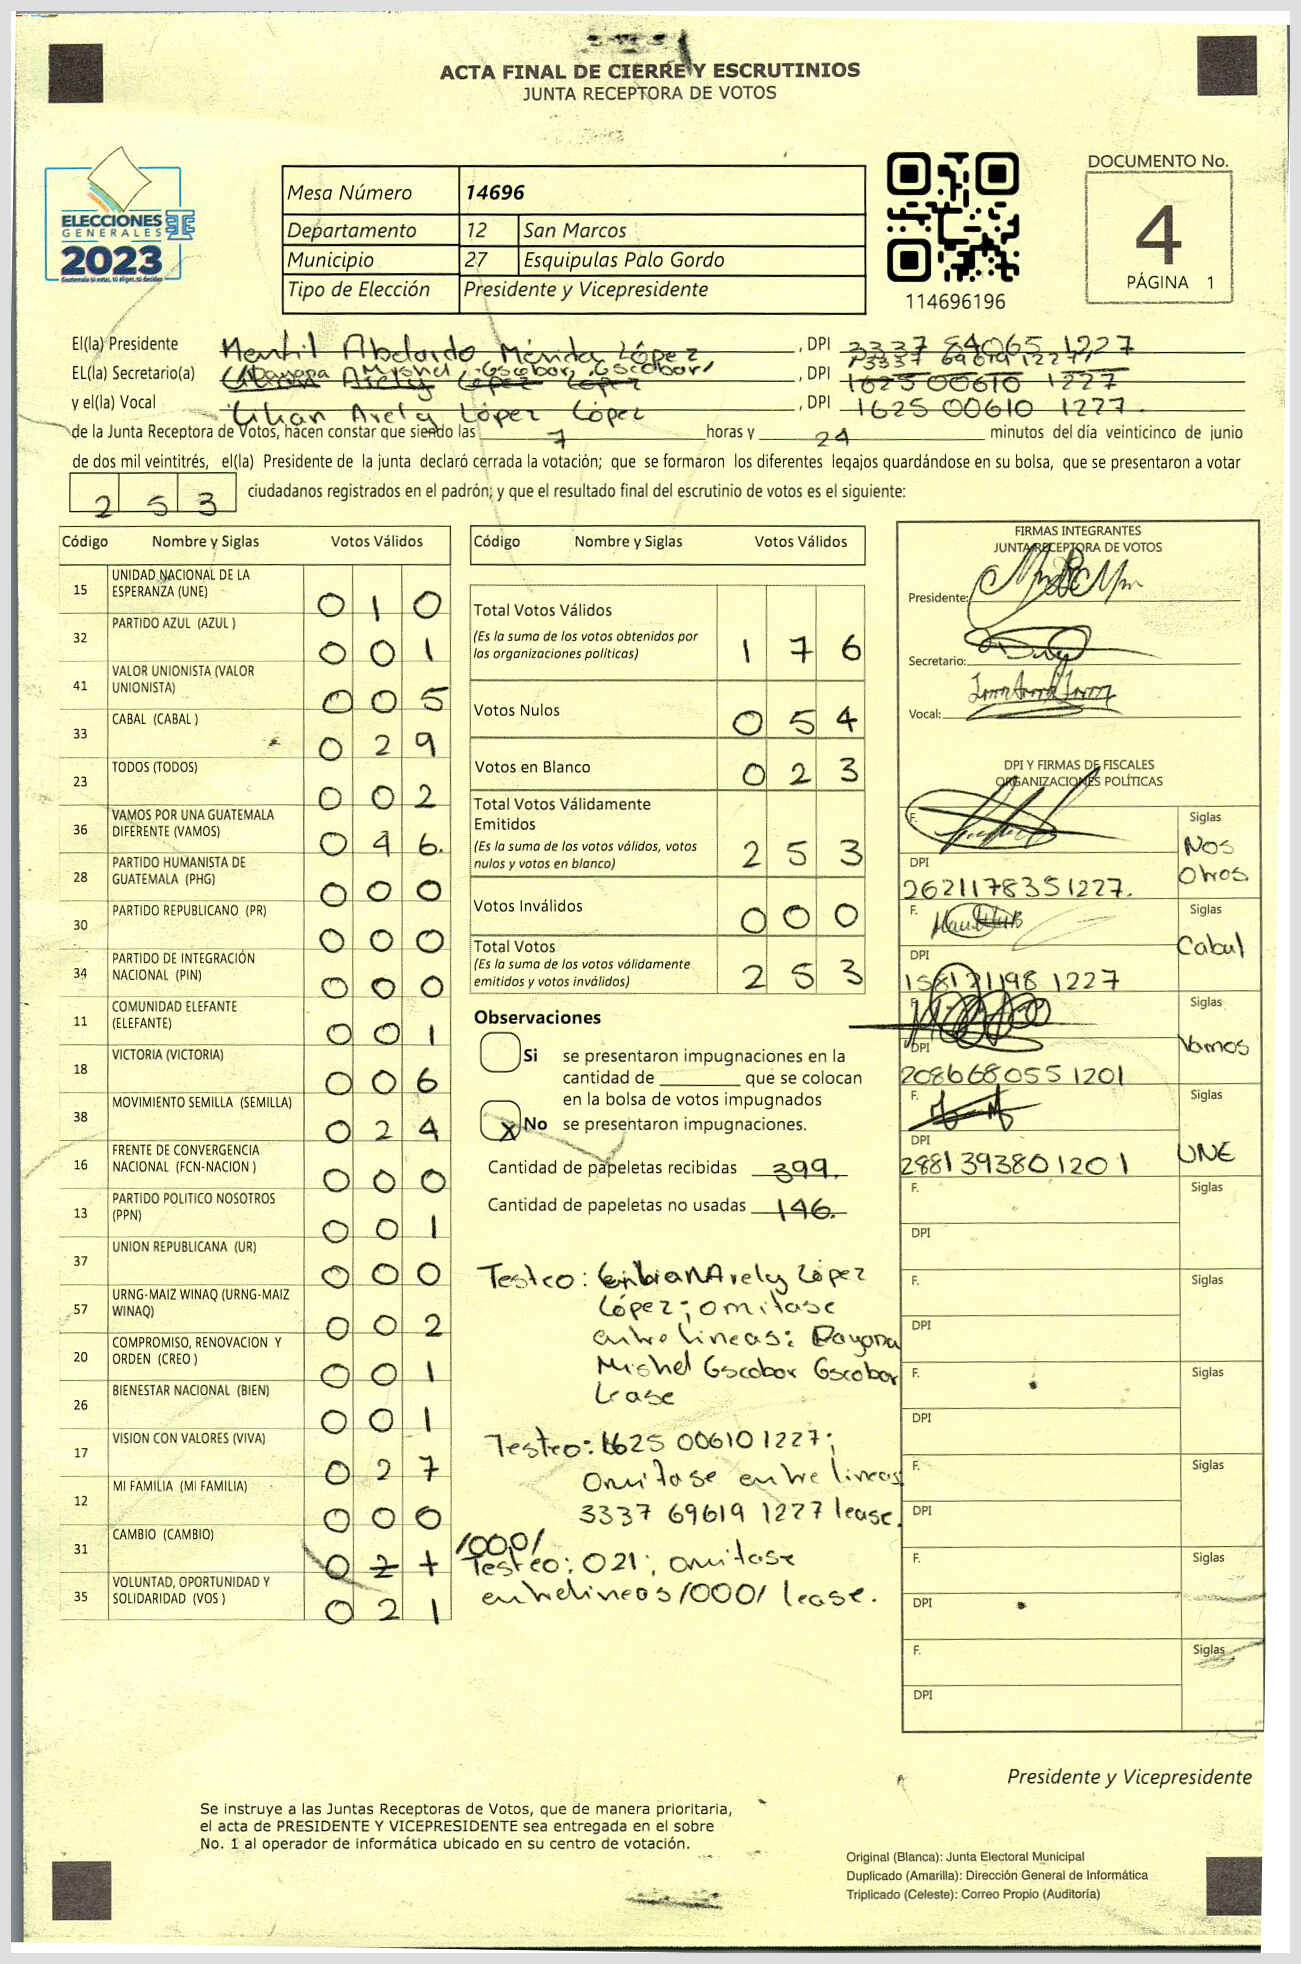 ACTA FINAL DE CIERRE Y ESCRUTINIOS
JUNTA RECEPTORA DE VOTOS
ELECCIONES
GENERALES
2023
Mesa Número 14696
Departamento 12 San Marcos
Municipio 27 Esquipulas Palo Gordo
Tipo de Elección Presidente y Vicepresidente
114696196
DOCUMENTO No.
4
PÁGINA 1
El(la) Presidente Abelardo Mérida López, DPI 3337 84065 1227
Mishel Escobar Escobar 3337 69619 1227
EL(la) Secretario(a) Arely López López, DPI 1625 00610 1227
y el(la) Vocal Lilian Arely López López, DPI 1625 00610 1227.
de la Junta Receptora de Votos, hacen constar que siendo las 7 horas y 24 minutos del día veinticinco de junio
de dos mil veintitrés, el(la) Presidente de la junta declaró cerrada la votación; que se formaron los diferentes legajos guardándose en su bolsa, que se presentaron a votar
253 ciudadanos registrados en el padrón; y que el resultado final del escrutinio de votos es el siguiente:
Código Nombre y Siglas Votos Válidos
15 UNIDAD NACIONAL DE LA ESPERANZA (UNE) 0 1 0
32 PARTIDO AZUL (AZUL ) 0 0 1
41 VALOR UNIONISTA (VALOR UNIONISTA) 0 0 5
33 CABAL (CABAL ) 0 2 9
23 TODOS (TODOS) 0 0 2
36 VAMOS POR UNA GUATEMALA DIFERENTE (VAMOS) 0 4 6.
28 PARTIDO HUMANISTA DE GUATEMALA (PHG) 0 0 0
30 PARTIDO REPUBLICANO (PR) 0 0 0
34 PARTIDO DE INTEGRACIÓN NACIONAL (PIN) 0 0 0
11 COMUNIDAD ELEFANTE (ELEFANTE) 0 0 1
18 VICTORIA (VICTORIA) 0 0 6
38 MOVIMIENTO SEMILLA (SEMILLA) 0 2 4
16 FRENTE DE CONVERGENCIA NACIONAL (FCN-NACION ) 0 0 0
13 PARTIDO POLITICO NOSOTROS (PPN) 0 0 1
37 UNION REPUBLICANA (UR) 0 0 0
57 URNG-MAIZ WINAQ (URNG-MAIZ WINAQ) 0 0 2
20 COMPROMISO, RENOVACION Y ORDEN (CREO ) 0 0 1
26 BIENESTAR NACIONAL (BIEN) 0 0 1
17 VISION CON VALORES (VIVA) 0 2 7
12 MI FAMILIA (MI FAMILIA) 0 0 0
31 CAMBIO (CAMBIO) 0 2 1 /000/
35 VOLUNTAD, OPORTUNIDAD Y SOLIDARIDAD (VOS ) 0 2 1
Código Nombre y Siglas Votos Válidos
Total Votos Válidos 1 7 6
(Es la suma de los votos obtenidos por
las organizaciones políticas)
Votos Nulos 0 5 4
Votos en Blanco 0 2 3
Total Votos Válidamente
Emitidos
(Es la suma de los votos válidos, votos
nulos y votos en blanco) 2 5 3
Votos Inválidos 0 0 0
Total Votos
(Es la suma de los votos válidamente
emitidos y votos inválidos) 2 5 3
Observaciones
Si se presentaron impugnaciones en la
cantidad de ________ que se colocan
en la bolsa de votos impugnados
X No se presentaron impugnaciones.
Cantidad de papeletas recibidas 399.
Cantidad de papeletas no usadas 146.
Testeo: Arely López
López; omitase
entre lineas: Dayana
Mishel Escobar Escobar
Lease
Testeo: 1625 00610 1227;
Omitase entre lineas
3337 69619 1227 lease.
Testeo: 021; omitase
entrelineas /000/ lease.
FIRMAS INTEGRANTES
JUNTA RECEPTORA DE VOTOS
Presidente:
Secretario:
Vocal:
DPI Y FIRMAS DE FISCALES
ORGANIZACIONES POLÍTICAS
F. Siglas
Nos
Otros
DPI
2621178351227.
F. Siglas
Cabal
DPI
158121198 1227
F. Siglas
Vamos
DPI
2086680551201
F. Siglas
UNE
DPI
2881393801201
F. Siglas
DPI
F. Siglas
DPI
F. Siglas
DPI
F. Siglas
DPI
F. Siglas
DPI
F. Siglas
DPI
Presidente y Vicepresidente
Se instruye a las Juntas Receptoras de Votos, que de manera prioritaria,
el acta de PRESIDENTE Y VICEPRESIDENTE sea entregada en el sobre
No. 1 al operador de informática ubicado en su centro de votación.
Original (Blanca): Junta Electoral Municipal
Duplicado (Amarilla): Dirección General de Informática
Triplicado (Celeste): Correo Propio (Auditoría)